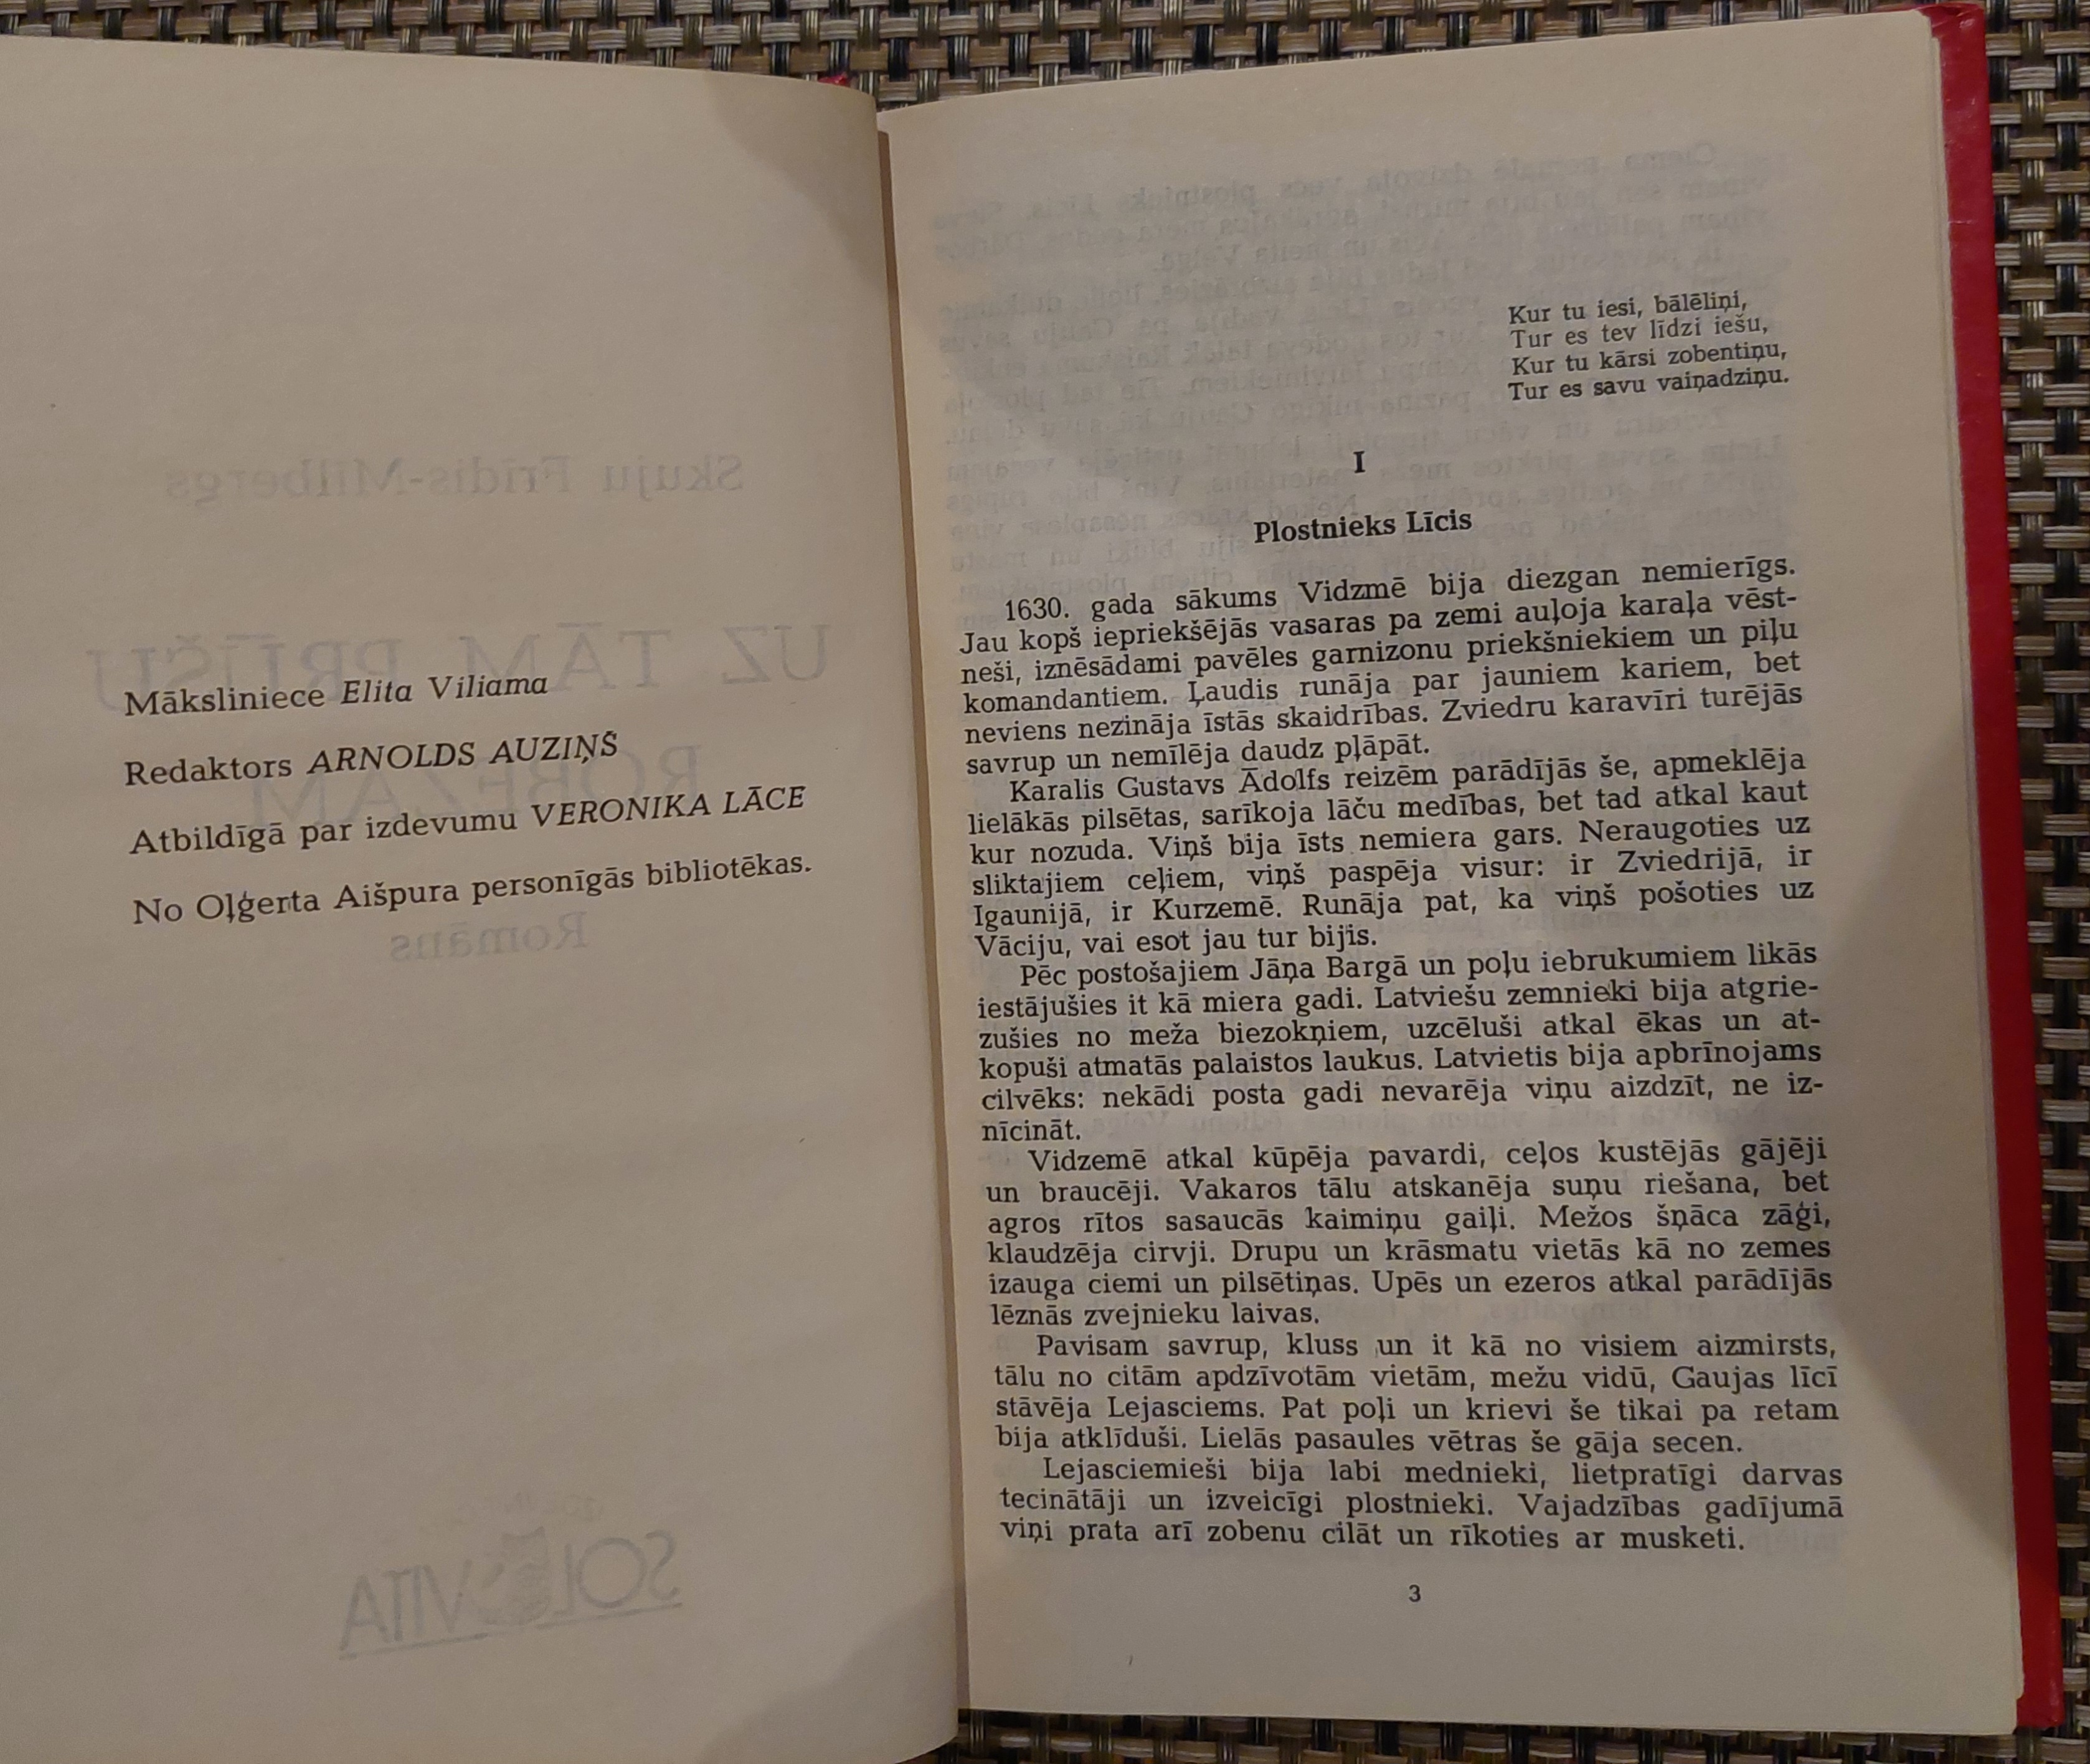 Māksliniece Elita Viliama
Redaktors ARNOLDS AUZIŅŠ
Atbildīgā par izdevumu VERONIKA LĀCE
No Oļģerta Aišpura personīgās bibliotēkas.
Skuju Frīdis-Mīlbergs
UZ TĀM PRŪŠU
ROBEŽĀM
Romāns
SOL VITA
Kur tu iesi, bālēliņi,
Tur es tev līdzi iešu,
Kur tu kārsi zobentiņu,
Tur es savu vaiņadziņu.
I
Plostnieks Līcis
1630. gada sākums Vidzmē bija diezgan nemierīgs.
Jau kopš iepriekšējās vasaras pa zemi auļoja karaļa vēst-
neši, iznēsādami pavēles garnizonu priekšniekiem un piļu
komandantiem. Ļaudis runāja par jauniem kariem, bet
neviens nezināja īstās skaidrības. Zviedru karavīri turējās
savrup un nemīlēja daudz pļāpāt.
Karalis Gustavs Ādolfs reizēm parādījās še, apmeklēja
lielākās pilsētas, sarīkoja lāču medības, bet tad atkal kaut
kur nozuda. Viņš bija īsts nemiera gars. Neraugoties uz
sliktajiem ceļiem, viņš paspēja visur: ir Zviedrijā, ir
Igaunijā, ir Kurzemē. Runāja pat, ka viņš pošoties uz
Vāciju, vai esot jau tur bijis.
Pēc postošajiem Jāņa Bargā un poļu iebrukumiem likās
iestājušies it kā miera gadi. Latviešu zemnieki bija atgrie-
zušies no meža biezokņiem, uzcēluši atkal ēkas un at-
kopuši atmatās palaistos laukus. Latvietis bija apbrīnojams
cilvēks: nekādi posta gadi nevarēja viņu aizdzīt, ne iz-
nīcināt.
Vidzemē atkal kūpēja pavardi, ceļos kustējās gājēji
un braucēji. Vakaros tālu atskanēja suņu riešana, bet
agros rītos sasaucās kaimiņu gaiļi. Mežos šņāca zāģi,
klaudzēja cirvji. Drupu un krāsmatu vietās kā no zemes
izauga ciemi un pilsētiņas. Upēs un ezeros atkal parādījās
lēznās zvejnieku laivas.
Pavisam savrup, kluss un it kā no visiem aizmirsts,
tālu no citām apdzīvotām vietām, mežu vidū, Gaujas līcī
stāvēja Lejasciems. Pat poļi un krievi še tikai pa retam
bija atklīduši. Lielās pasaules vētras še gāja secen.
Lejasciemieši bija labi mednieki, lietpratīgi darvas
tecinātāji un izveicīgi plostnieki. Vajadzības gadījumā
viņi prata arī zobenu cilāt un rīkoties ar musketi.
3